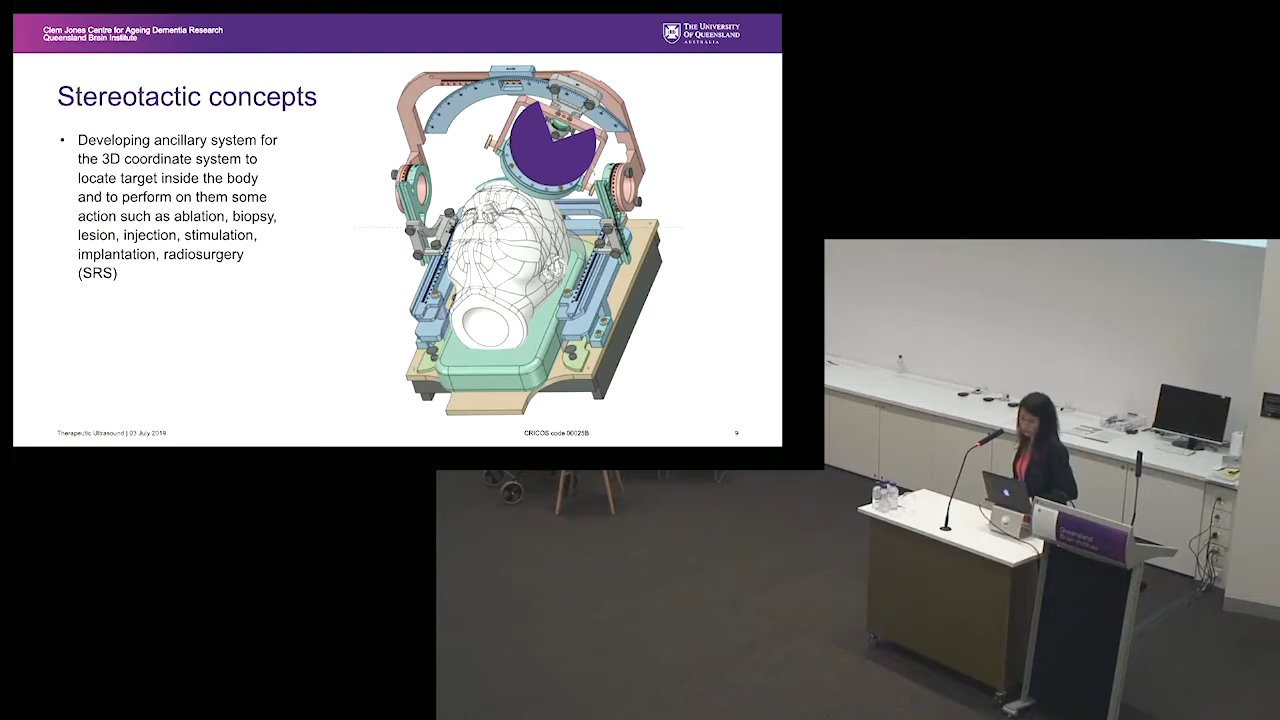 Clem Jones Centre for Ageing Dementia Research
Queensland Brain Institute
THE UNIVERSITY
OF QUEENSLAND
AUSTRALIA
Stereotactic concepts
• Developing ancillary system for
the 3D coordinate system to
locate target inside the body
and to perform on them some
action such as ablation, biopsy,
lesion, injection, stimulation,
implantation, radiosurgery
(SRS)
Therapeutic Ultrasound | 03 July 2019
CRICOS code 00025B
9
Queensland
Brain Institute